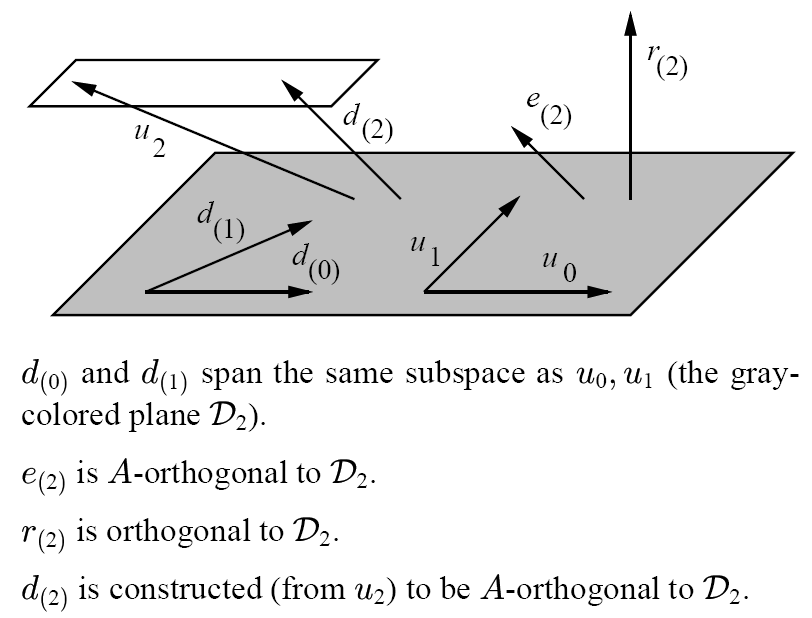 r(2)
e(2)
d(2)
u2
d(1)
d(0)
u1
u0
d(0) and d(1) span the same subspace as u0, u1 (the gray-
colored plane 𝒟2).
e(2) is A-orthogonal to 𝒟2.
r(2) is orthogonal to 𝒟2.
d(2) is constructed (from u2) to be A-orthogonal to 𝒟2.